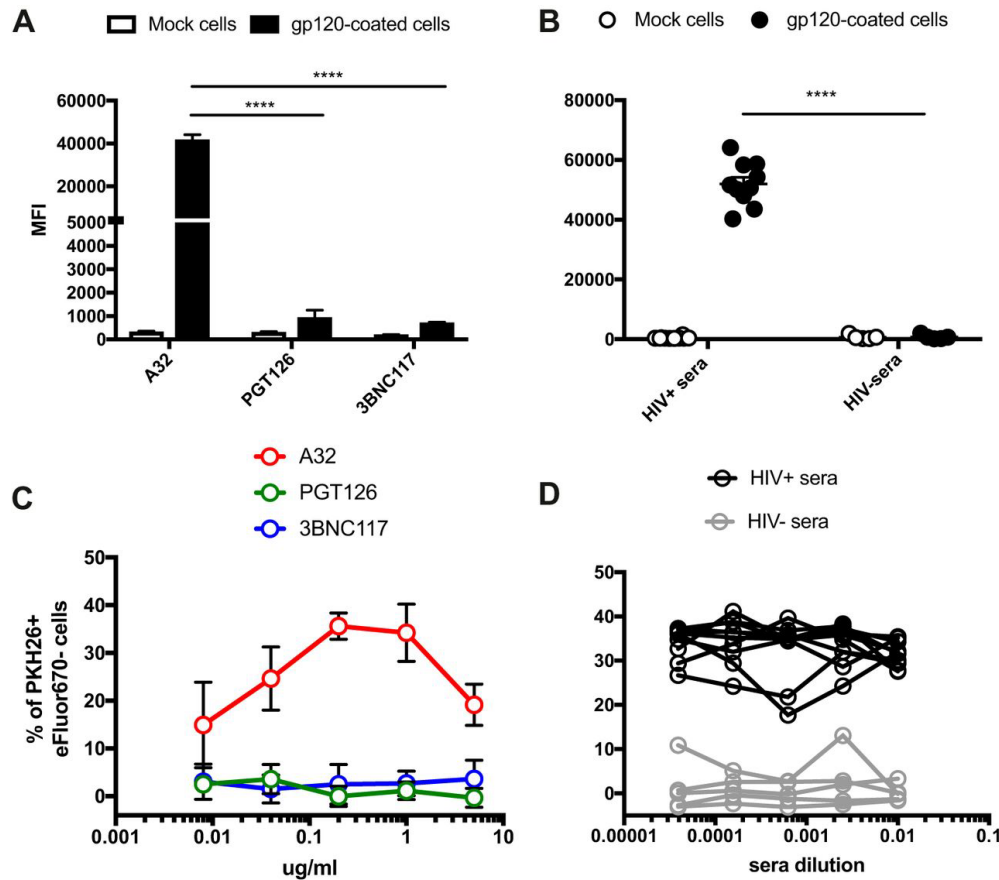 A
Mock cells gp120-coated cells
****
****
60000
40000
20000
5000
4000
3000
2000
1000
0
MFI
A32
PGT126
3BNC117
B
Mock cells gp120-coated cells
****
80000
60000
40000
20000
0
HIV+ sera
HIV-sera
C
A32
PGT126
3BNC117
50
40
30
20
10
0
% of PKH26+
eFluor670- cells
0.01
0.1
1
10
ug/ml
D
HIV+ sera
HIV- sera
50
40
30
20
10
0
0.00001
0.0001
0.001
0.01
0.1
sera dilution